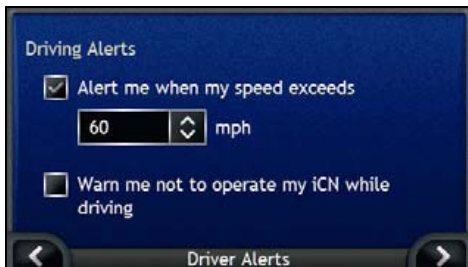 Driving Alerts
Alert me when my speed exceeds
60 mph
Warn me not to operate my iCN while
driving
Driver Alerts